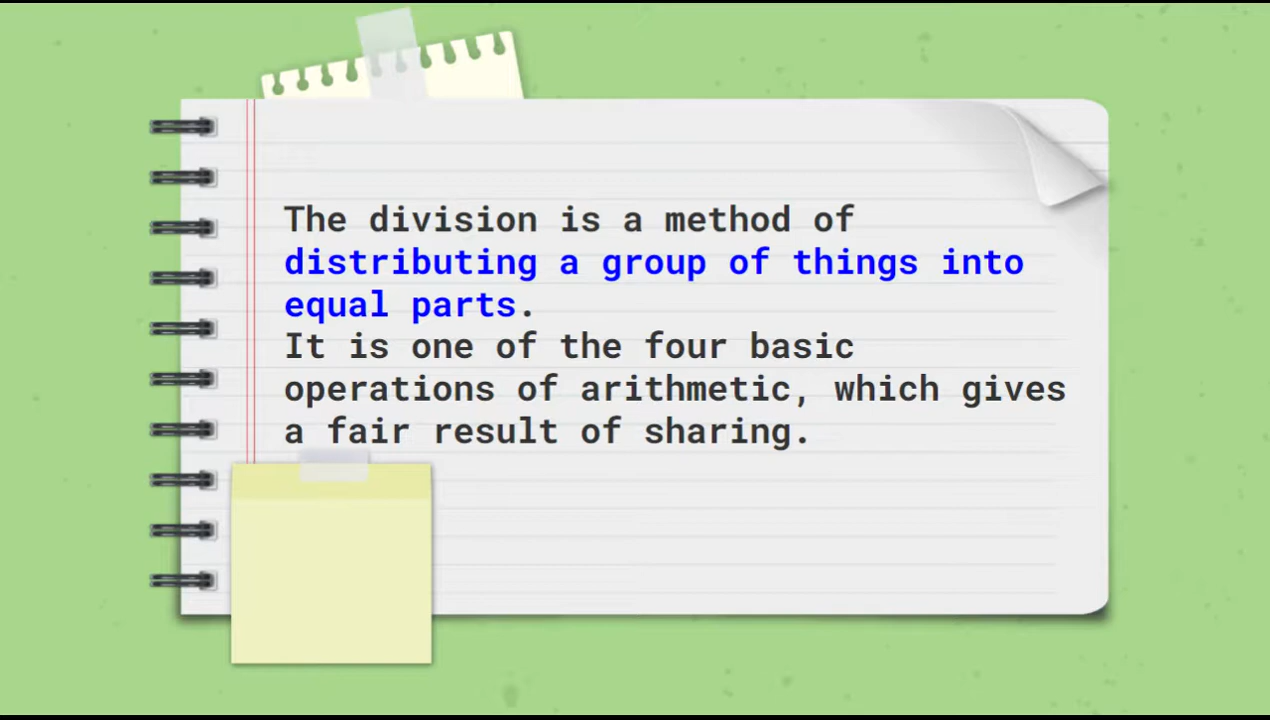 The division is a method of
distributing a group of things into
equal parts.
It is one of the four basic
operations of arithmetic, which gives
a fair result of sharing.